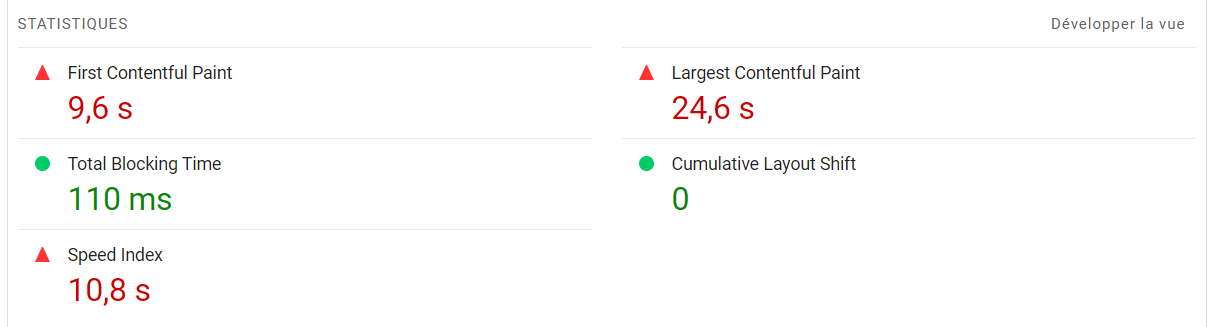 STATISTIQUES
Développer la vue
First Contentful Paint
9,6 s
Largest Contentful Paint
24,6 s
Total Blocking Time
110 ms
Cumulative Layout Shift
0
Speed Index
10,8 s